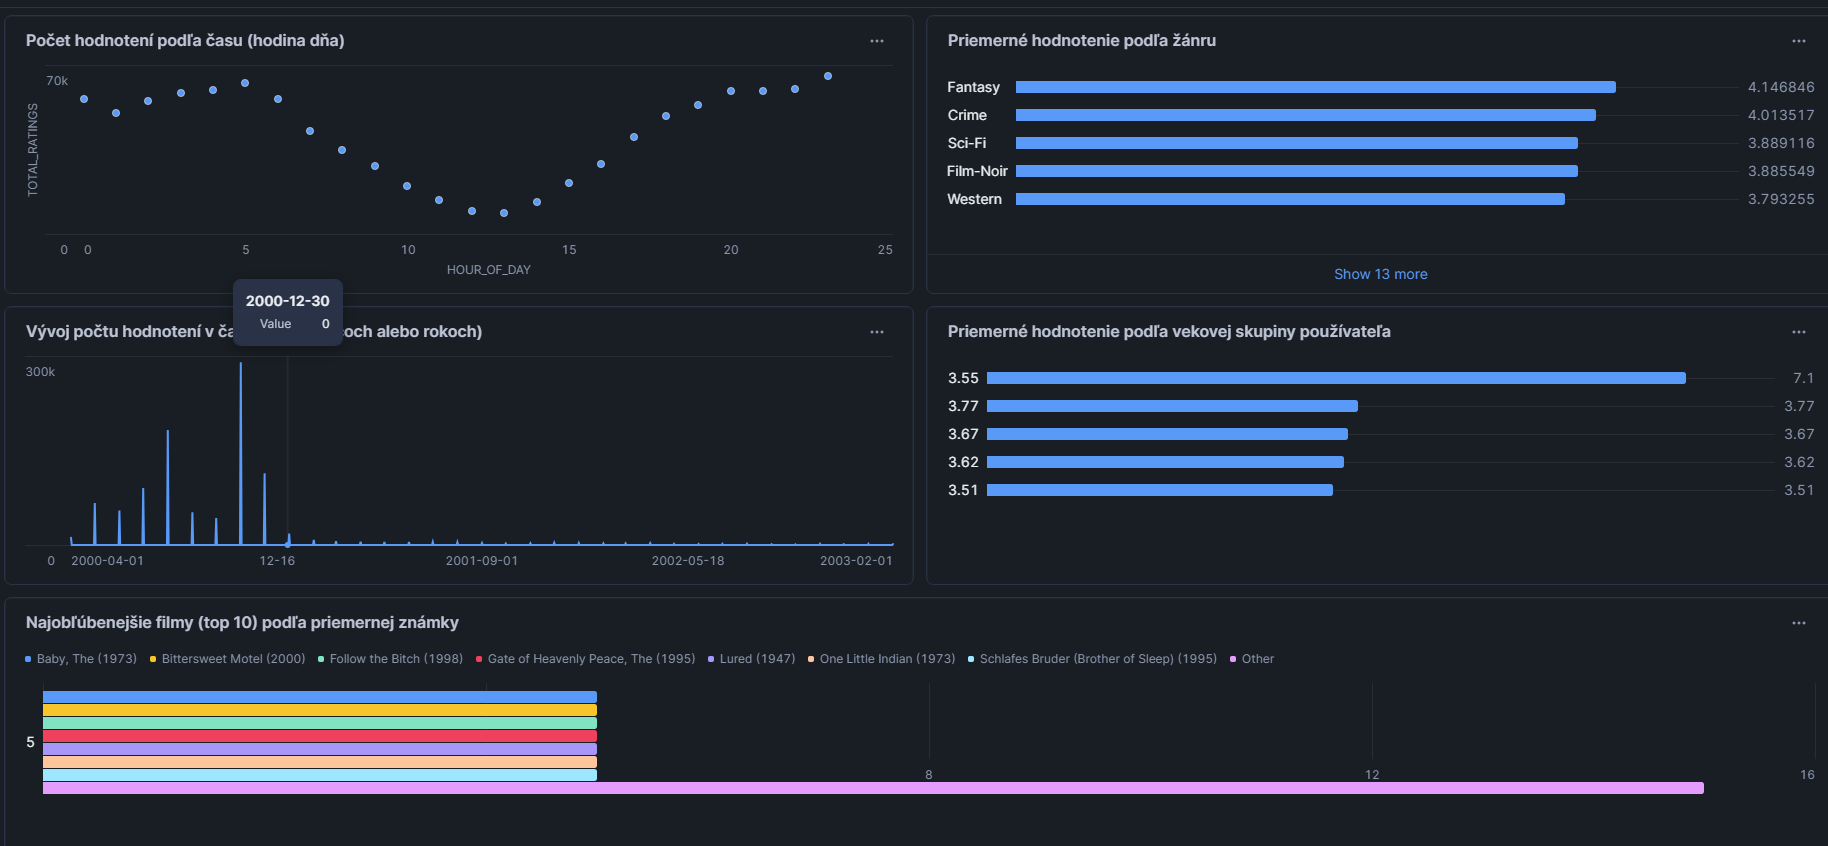 Počet hodnotení podľa času (hodina dňa)
70k
TOTAL_RATINGS
0 0 5 10 15 20 25
HOUR_OF_DAY
Priemerné hodnotenie podľa žánru
Fantasy 4.146846
Crime 4.013517
Sci-Fi 3.889116
Film-Noir 3.885549
Western 3.793255
Show 13 more
2000-12-30
Value 0
Vývoj počtu hodnotení v ča och alebo rokoch)
300k
0 2000-04-01 12-16 2001-09-01 2002-05-18 2003-02-01
Priemerné hodnotenie podľa vekovej skupiny používateľa
3.55 7.1
3.77 3.77
3.67 3.67
3.62 3.62
3.51 3.51
Najobľúbenejšie filmy (top 10) podľa priemernej známky
Baby, The (1973) Bittersweet Motel (2000) Follow the Bitch (1998) Gate of Heavenly Peace, The (1995) Lured (1947) One Little Indian (1973) Schlafes Bruder (Brother of Sleep) (1995) Other
5
8 12 16